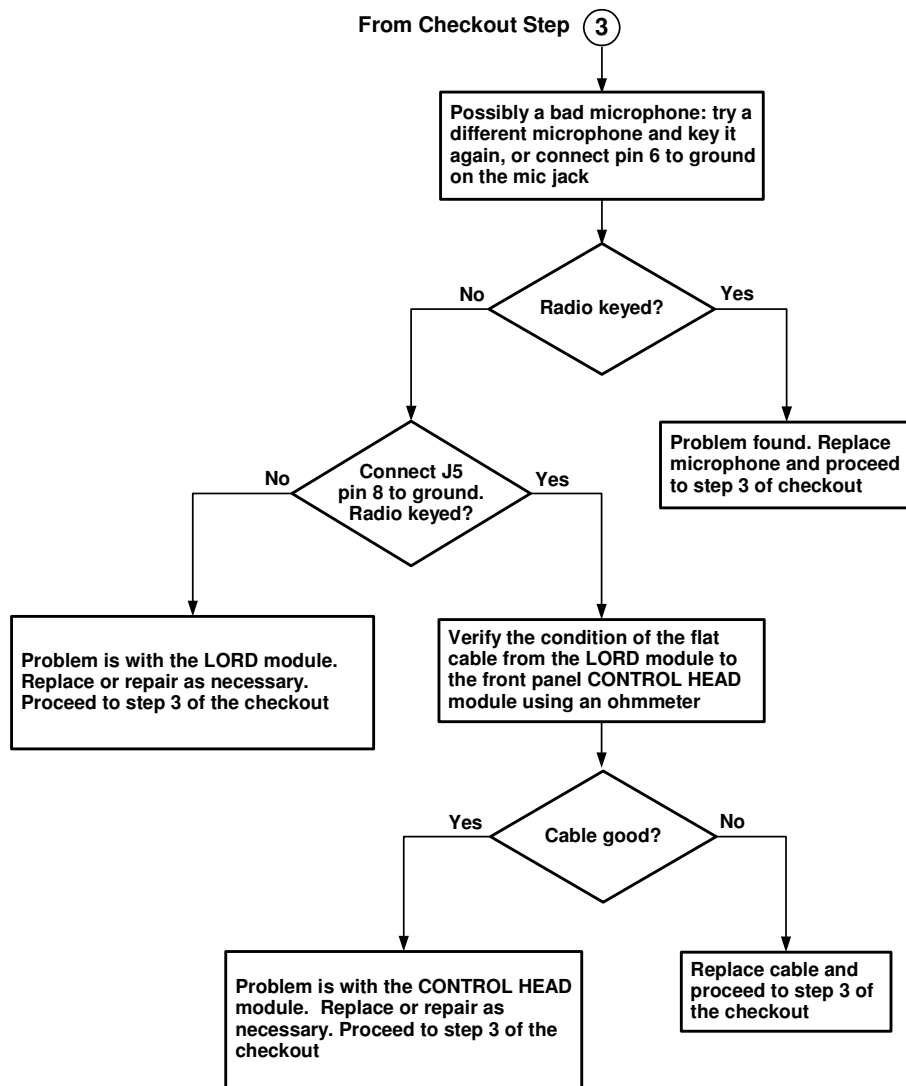 From Checkout Step 3
Possibly a bad microphone: try a
different microphone and key it
again, or connect pin 6 to ground
on the mic jack
No
Radio keyed?
Yes
Problem found. Replace
microphone and proceed
to step 3 of checkout
No
Connect J5
pin 8 to ground.
Radio keyed?
Yes
Problem is with the LORD module.
Replace or repair as necessary.
Proceed to step 3 of the checkout
Verify the condition of the flat
cable from the LORD module to
the front panel CONTROL HEAD
module using an ohmmeter
Yes
Cable good?
No
Problem is with the CONTROL HEAD
module. Replace or repair as
necessary. Proceed to step 3 of the
checkout
Replace cable and
proceed to step 3 of
the checkout